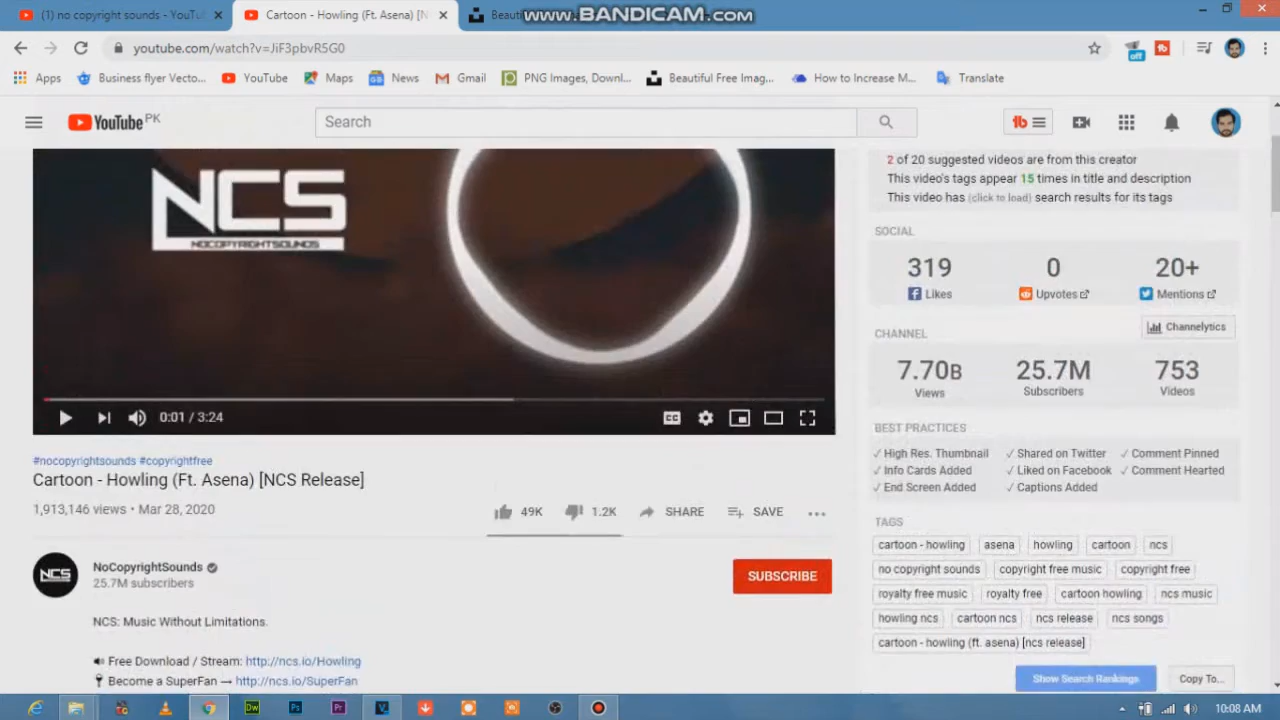 (1) no copyright sounds - YouTu
Cartoon - Howling (Ft. Asena) [N
Beauti
www.BANDICAM.com
youtube.com/watch?v=JiF3pbvR5G0
off
Apps
Business flyer Vecto...
YouTube
Maps
News
Gmail
PNG Images, Downl...
Beautiful Free Imag...
How to Increase M...
Translate
YouTube PK
Search
tb
2 of 20 suggested videos are from this creator
This video's tags appear 15 times in title and description
This video has (click to load) search results for its tags
NCS
NOCOPYRIGHTSOUNDS
SOCIAL
319 0 20+
Likes Upvotes Mentions
CHANNEL Channelytics
7.70B 25.7M 753
Views Subscribers Videos
BEST PRACTICES
✓ High Res. Thumbnail ✓ Shared on Twitter ✓ Comment Pinned
✓ Info Cards Added ✓ Liked on Facebook ✓ Comment Hearted
✓ End Screen Added ✓ Captions Added
TAGS
cartoon - howling asena howling cartoon ncs
no copyright sounds copyright free music copyright free
royalty free music royalty free cartoon howling ncs music
howling ncs cartoon ncs ncs release ncs songs
cartoon - howling (ft. asena) [ncs release]
Show Search Rankings Copy To...
0:01 / 3:24
CC
#nocopyrightsounds #copyrightfree
Cartoon - Howling (Ft. Asena) [NCS Release]
1,913,146 views • Mar 28, 2020
49K 1.2K SHARE SAVE
NCS
NoCopyrightSounds
25.7M subscribers
SUBSCRIBE
NCS: Music Without Limitations.
Free Download / Stream: http://ncs.io/Howling
Become a SuperFan → http://ncs.io/SuperFan
Dw
Ps
Pr
10:08 AM